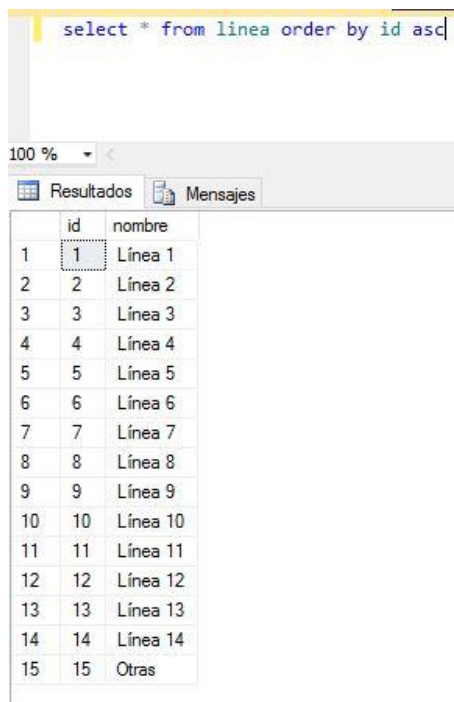 select * from linea order by id asc
100 %
Resultados Mensajes
id nombre
1 1 Línea 1
2 2 Línea 2
3 3 Línea 3
4 4 Línea 4
5 5 Línea 5
6 6 Línea 6
7 7 Línea 7
8 8 Línea 8
9 9 Línea 9
10 10 Línea 10
11 11 Línea 11
12 12 Línea 12
13 13 Línea 13
14 14 Línea 14
15 15 Otras